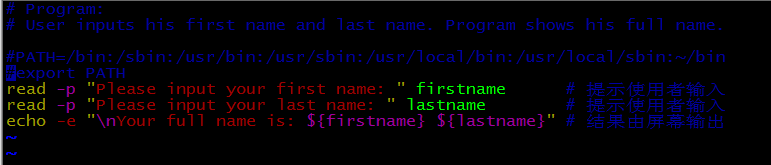 # Program:
# User inputs his first name and last name. Program shows his full name.
#PATH=/bin:/sbin:/usr/bin:/usr/sbin:/usr/local/bin:/usr/local/sbin:~/bin
#export PATH
read -p "Please input your first name: " firstname # 提示使用者输入
read -p "Please input your last name: " lastname # 提示使用者输入
echo -e "\nYour full name is: ${firstname} ${lastname}" # 结果由屏幕输出
~
~